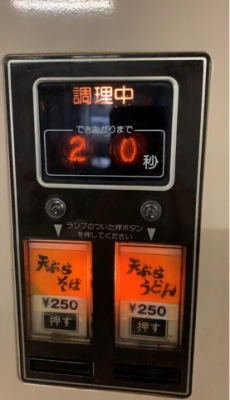 調理中
できあがりまで
20秒
ランプのついた押ボタン
を押してください
天ぷら
そば
¥250
押す
天ぷら
うどん
¥250
押す